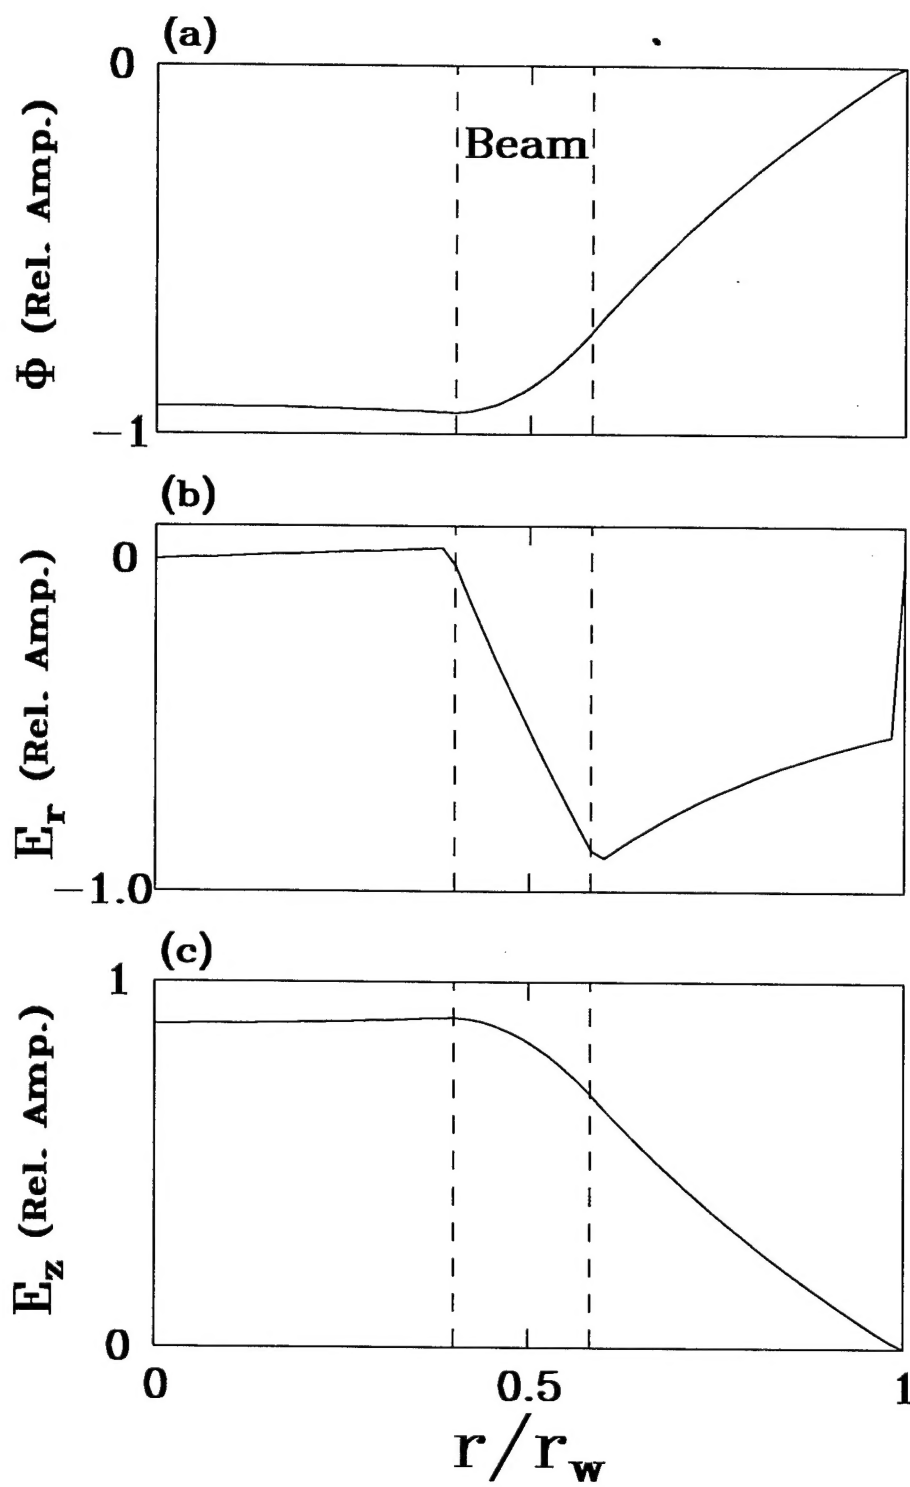 (a)
0
Beam
Φ (Rel. Amp.)
−1
(b)
0
E_r (Rel. Amp.)
−1.0
(c)
1
E_z (Rel. Amp.)
0
0 0.5 1
r/r_w